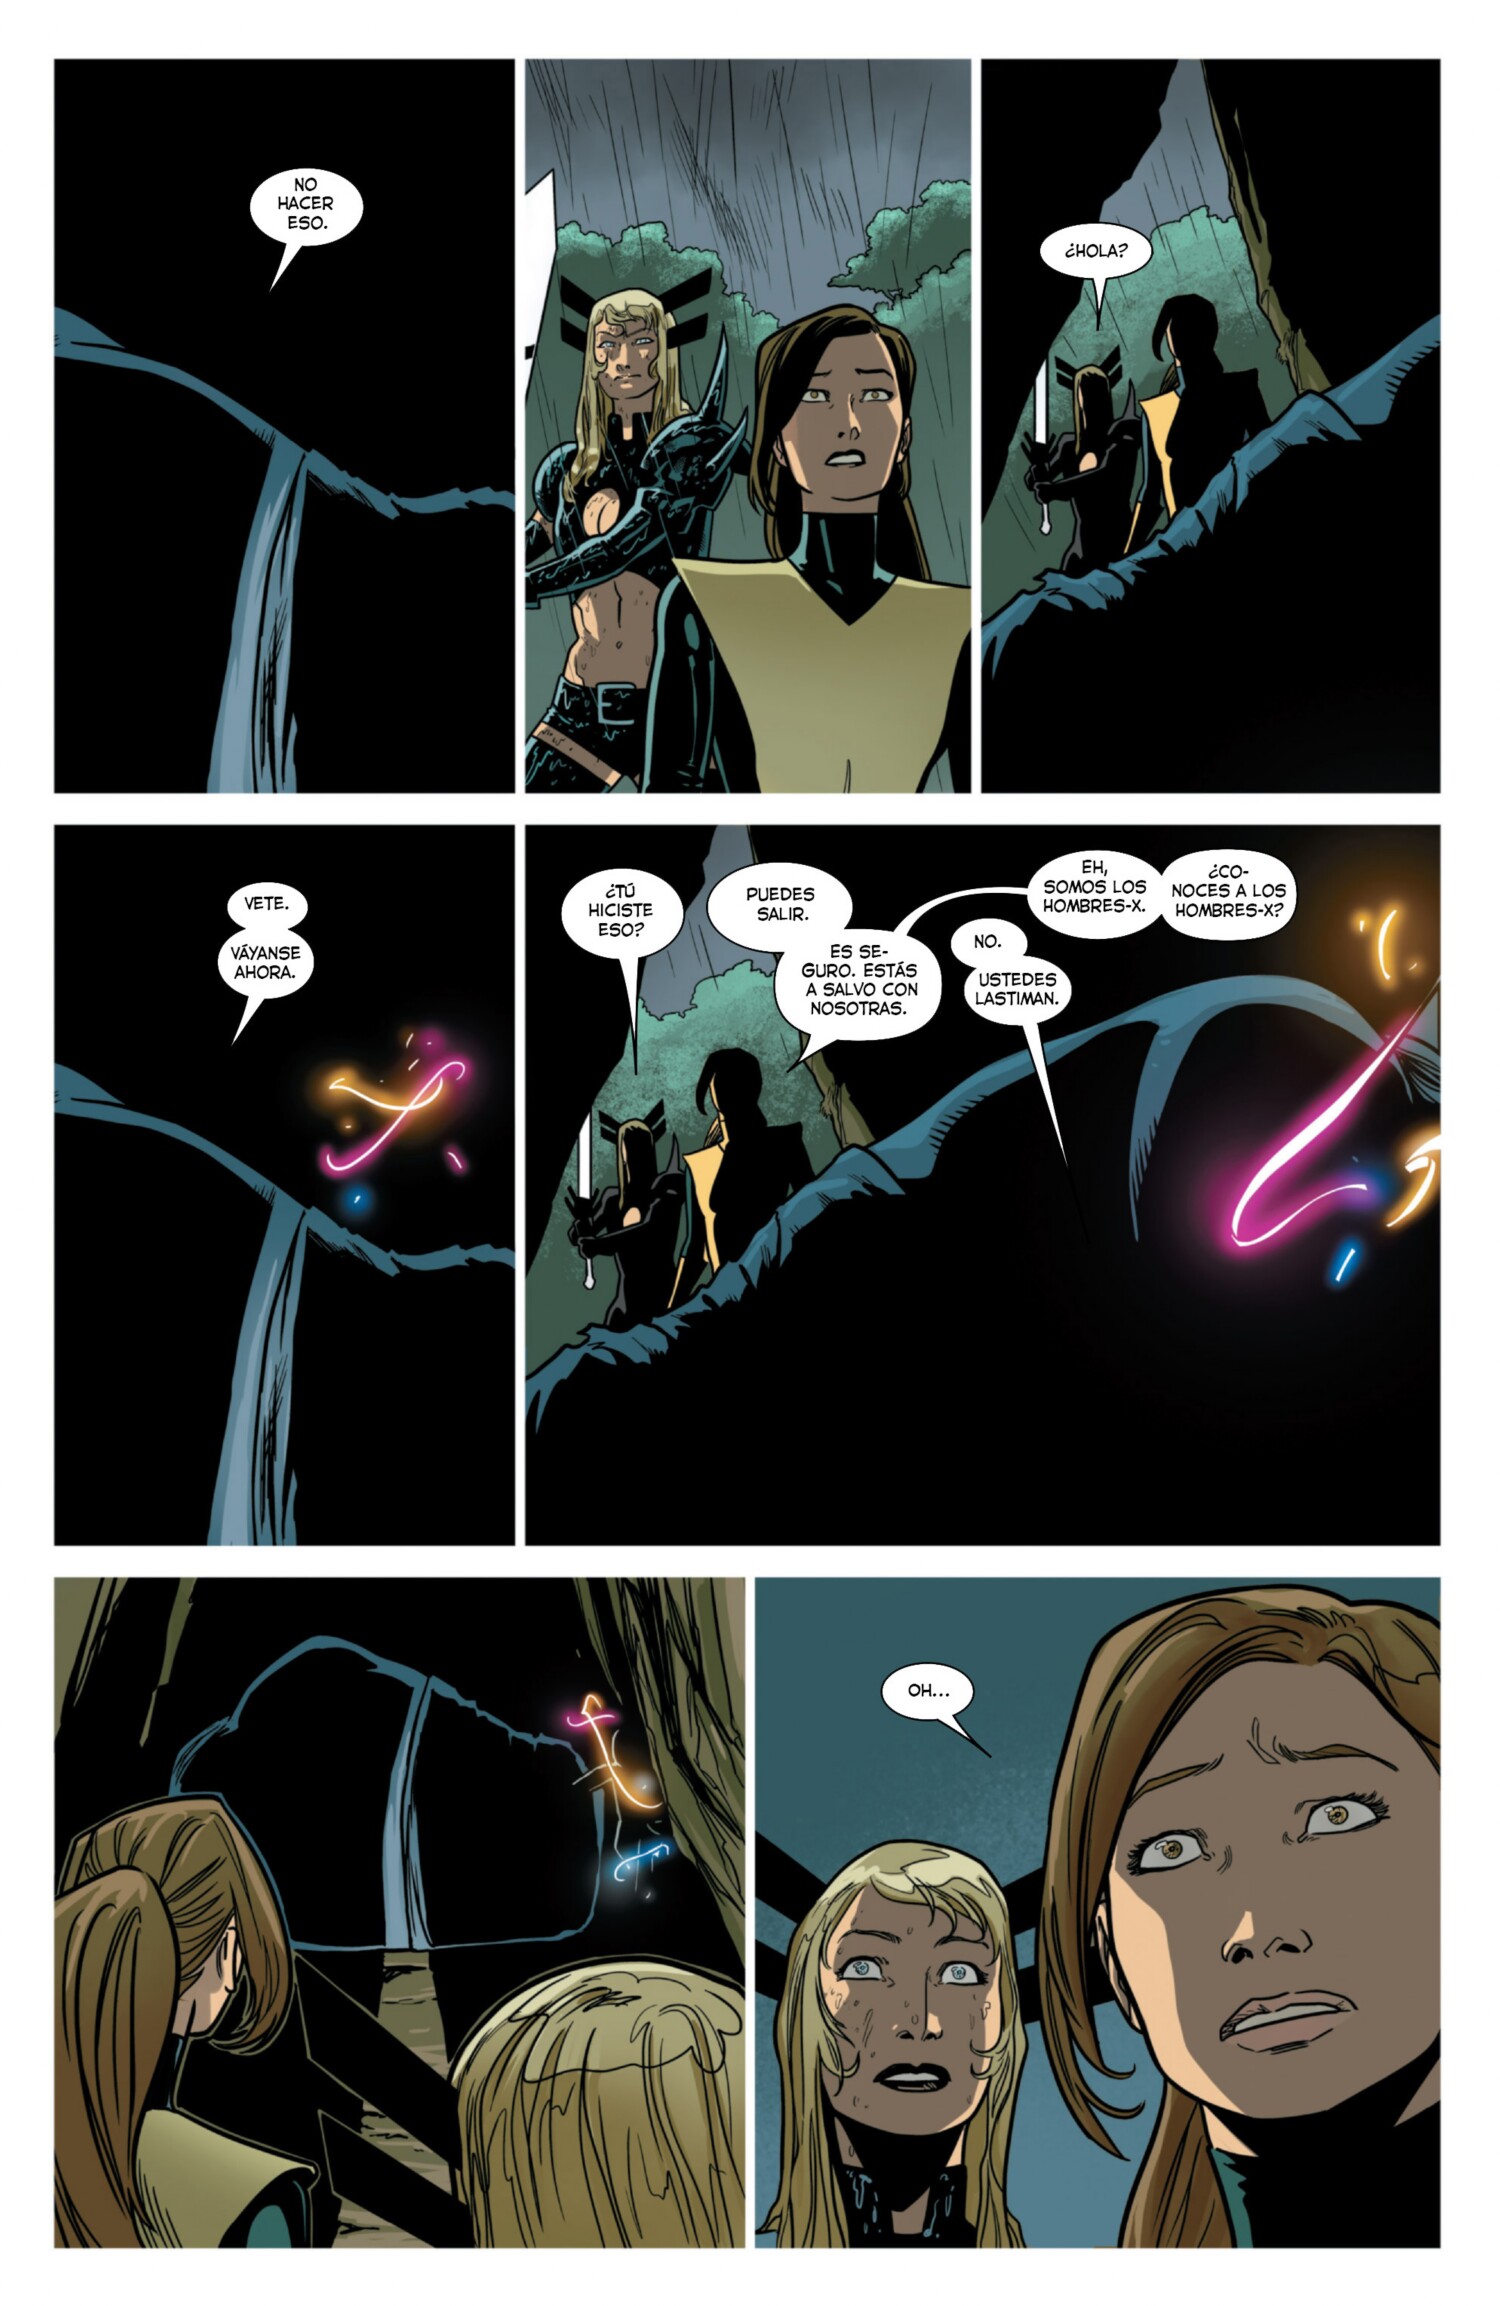 NO
HACER
ESO.
¿HOLA?
VETE.
VÁYANSE
AHORA.
¿TÚ
HICISTE
ESO?
PUEDES
SALIR.
ES SE-
GURO. ESTÁS
A SALVO CON
NOSOTRAS.
EH,
SOMOS LOS
HOMBRES-X.
¿CO-
NOCES A LOS
HOMBRES-X?
NO.
USTEDES
LASTIMAN.
OH...